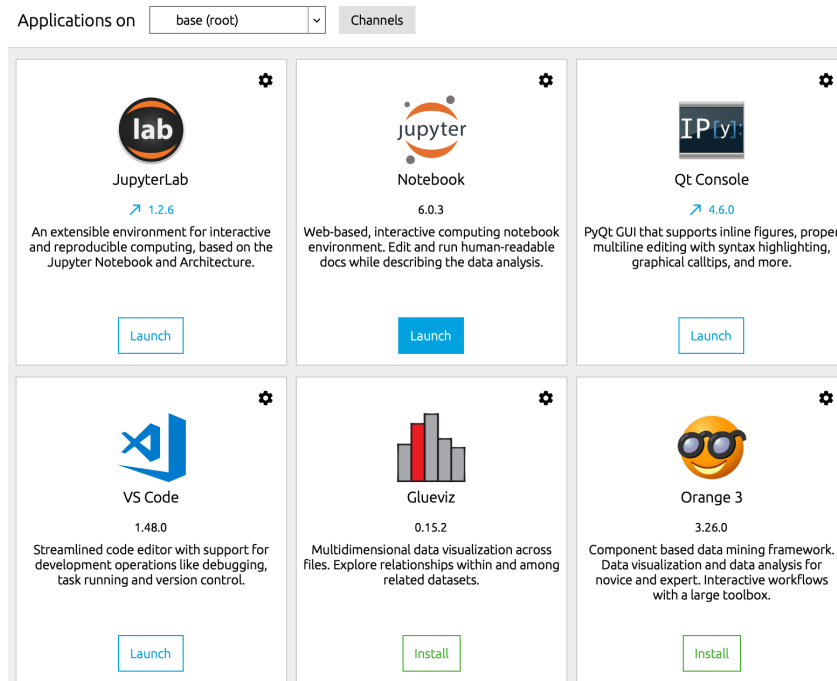 Applications on
base (root)
Channels
lab
JupyterLab
1.2.6
An extensible environment for interactive
and reproducible computing, based on the
Jupyter Notebook and Architecture.
Launch
jupyter
Notebook
6.0.3
Web-based, interactive computing notebook
environment. Edit and run human-readable
docs while describing the data analysis.
Launch
IP[y]:
Qt Console
4.6.0
PyQt GUI that supports inline figures, proper
multiline editing with syntax highlighting,
graphical calltips, and more.
Launch
VS Code
1.48.0
Streamlined code editor with support for
development operations like debugging,
task running and version control.
Launch
Glueviz
0.15.2
Multidimensional data visualization across
files. Explore relationships within and among
related datasets.
Install
Orange 3
3.26.0
Component based data mining framework.
Data visualization and data analysis for
novice and expert. Interactive workflows
with a large toolbox.
Install